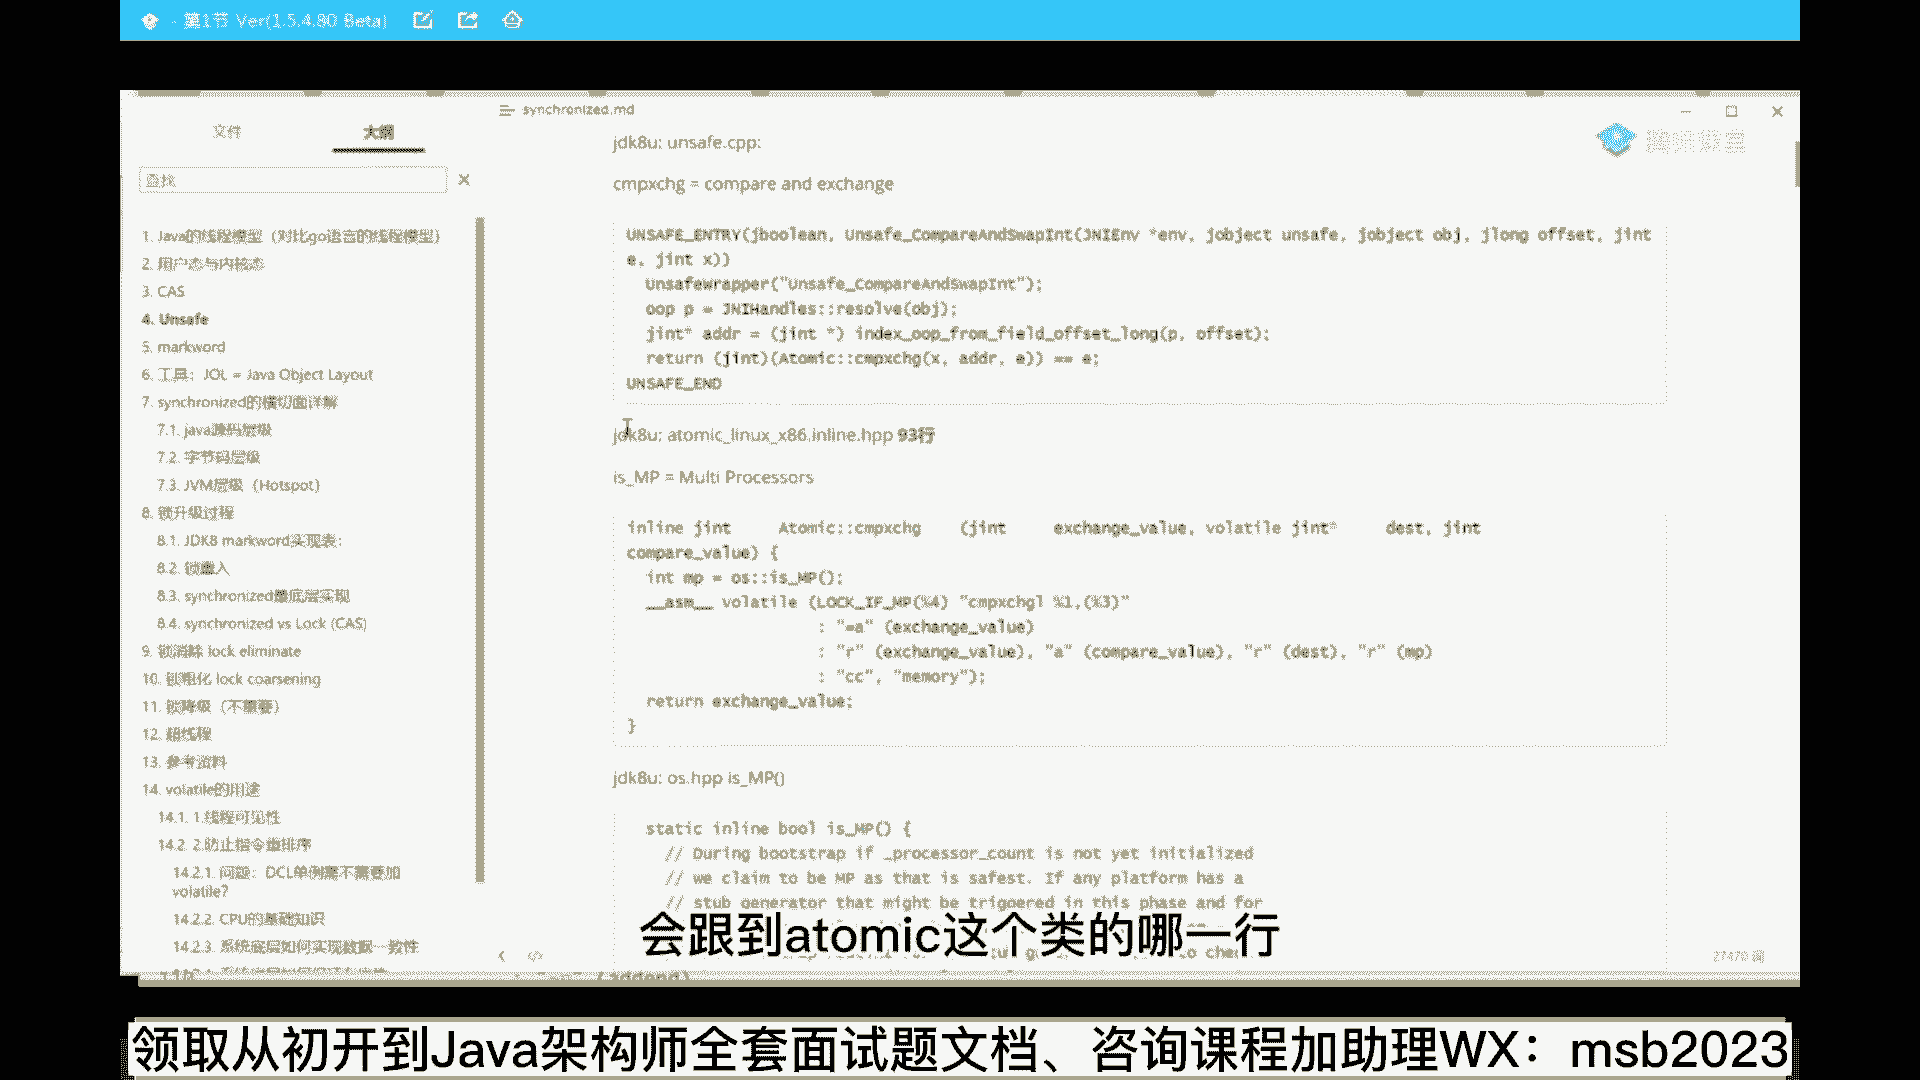 - 第1节 Ver(1.5.4.80 Beta)
synchronized.md
文件
大纲
查找
1. Java的线程模型（对比go语言的线程模型）
2. 用户态与内核态
3. CAS
4. Unsafe
5. markword
6. 工具：JOL = Java Object Layout
7. synchronized的横切面详解
7.1. java源码层级
7.2. 字节码层级
7.3. JVM层级（Hotspot）
8. 锁升级过程
8.1. JDK8 markword实现表：
8.2. 锁重入
8.3. synchronized最底层实现
8.4. synchronized vs Lock (CAS)
9. 锁消除 lock eliminate
10. 锁粗化 lock coarsening
11. 锁降级（不重要）
12. 超线程
13. 参考资料
14. volatile的用途
14.1. 1.线程可见性
14.2. 2.防止指令重排序
14.2.1. 问题：DCL单例需不需要加
volatile?
14.2.2. CPU的基础知识
14.2.3. 系统底层如何实现数据一致性
jdk8u: unsafe.cpp:
cmpxchg = compare and exchange
UNSAFE_ENTRY(jboolean, Unsafe_CompareAndSwapInt(JNIEnv *env, jobject unsafe, jobject obj, jlong offset, jint
e, jint x))
UnsafeWrapper("Unsafe_CompareAndSwapInt");
oop p = JNIHandles::resolve(obj);
jint* addr = (jint *) index_oop_from_field_offset_long(p, offset);
return (jint)(Atomic::cmpxchg(x, addr, e)) == e;
UNSAFE_END
jdk8u: atomic_linux_x86.inline.hpp 93行
is_MP = Multi Processors
inline jint Atomic::cmpxchg (jint exchange_value, volatile jint* dest, jint
compare_value) {
int mp = os::is_MP();
__asm__ volatile (LOCK_IF_MP(%4) "cmpxchgl %1,(%3)"
: "=a" (exchange_value)
: "r" (exchange_value), "a" (compare_value), "r" (dest), "r" (mp)
: "cc", "memory");
return exchange_value;
}
jdk8u: os.hpp is_MP()
static inline bool is_MP() {
// During bootstrap if _processor_count is not yet initialized
// we claim to be MP as that is safest. If any platform has a
// stub generator that might be triggered in this phase and for
会跟到atomic这个类的哪一行
27470 词
领取从初开到Java架构师全套面试题文档、咨询课程加助理WX：msb2023